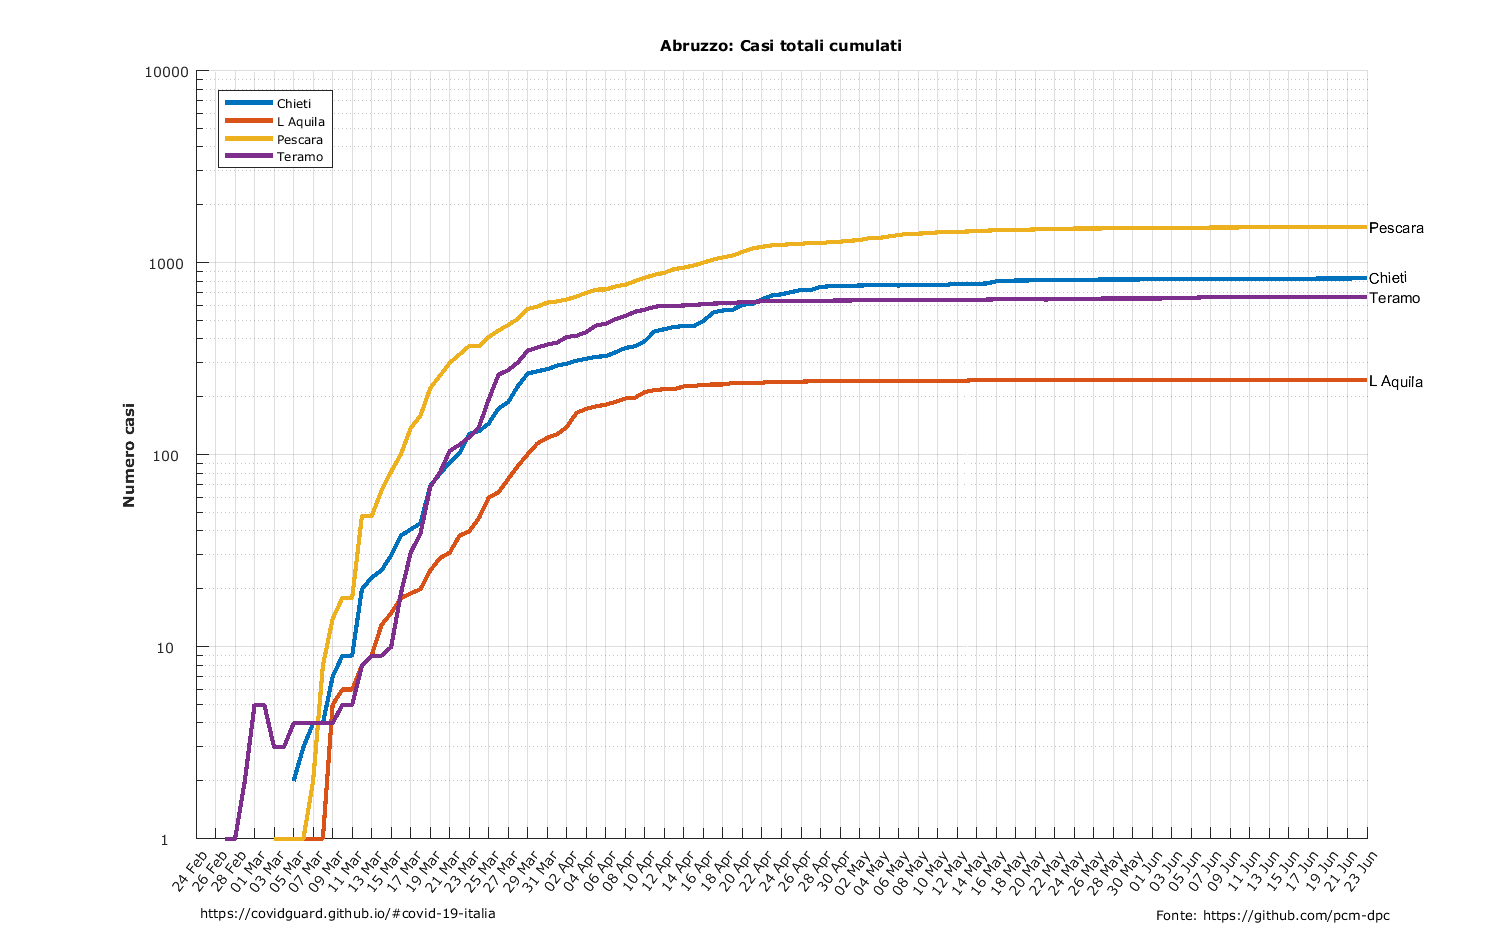 Abruzzo: Casi totali cumulati
10000
1000
100
10
1
Numero casi
Chieti
L Aquila
Pescara
Teramo
Pescara
Chieti
Teramo
L Aquila
24 Feb
26 Feb
28 Feb
01 Mar
03 Mar
05 Mar
07 Mar
09 Mar
11 Mar
13 Mar
15 Mar
17 Mar
19 Mar
21 Mar
23 Mar
25 Mar
27 Mar
29 Mar
31 Mar
02 Apr
04 Apr
06 Apr
08 Apr
10 Apr
12 Apr
14 Apr
16 Apr
18 Apr
20 Apr
22 Apr
24 Apr
26 Apr
28 Apr
30 Apr
02 May
04 May
06 May
08 May
10 May
12 May
14 May
16 May
18 May
20 May
22 May
24 May
26 May
28 May
30 May
01 Jun
03 Jun
05 Jun
07 Jun
09 Jun
11 Jun
13 Jun
15 Jun
17 Jun
19 Jun
21 Jun
23 Jun
https://covidguard.github.io/#covid-19-italia
Fonte: https://github.com/pcm-dpc